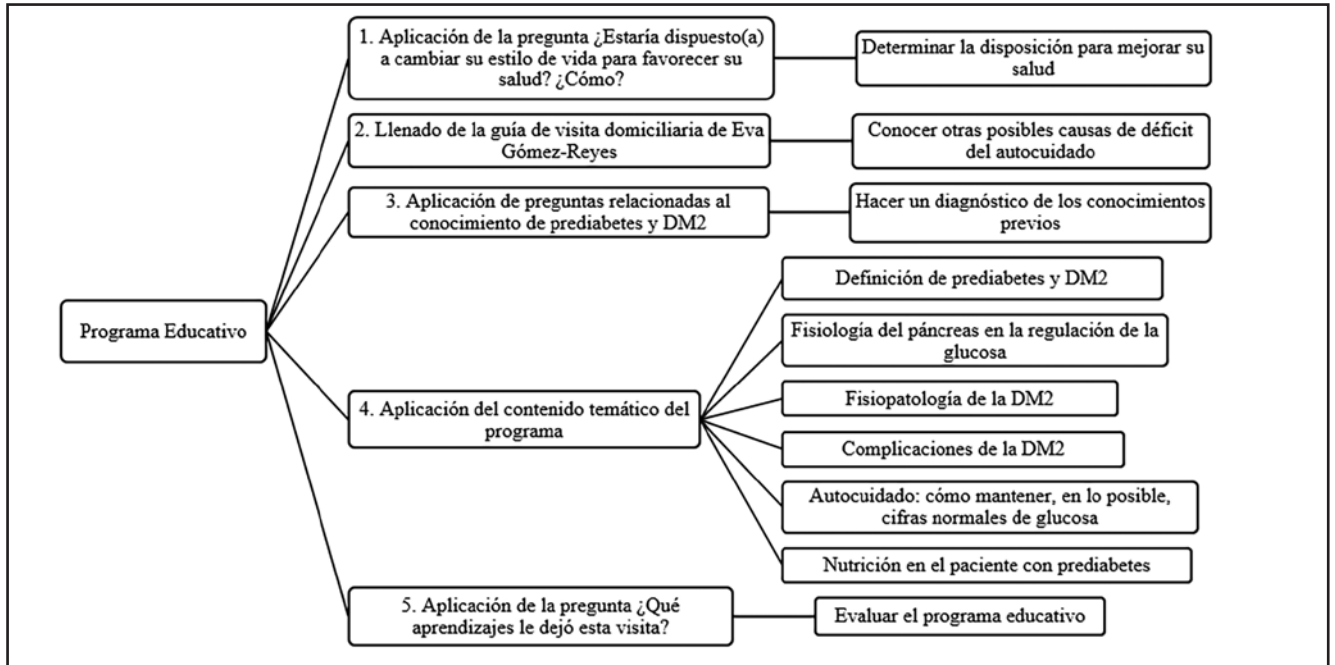 1. Aplicación de la pregunta ¿Estaría dispuesto(a)
a cambiar su estilo de vida para favorecer su
salud? ¿Cómo?
Determinar la disposición para mejorar su
salud
2. Llenado de la guía de visita domiciliaria de Eva
Gómez-Reyes
Conocer otras posibles causas de déficit
del autocuidado
3. Aplicación de preguntas relacionadas al
conocimiento de prediabetes y DM2
Hacer un diagnóstico de los conocimientos
previos
Programa Educativo
4. Aplicación del contenido temático del
programa
Definición de prediabetes y DM2
Fisiología del páncreas en la regulación de la
glucosa
Fisiopatología de la DM2
Complicaciones de la DM2
Autocuidado: cómo mantener, en lo posible,
cifras normales de glucosa
Nutrición en el paciente con prediabetes
5. Aplicación de la pregunta ¿Qué
aprendizajes le dejó esta visita?
Evaluar el programa educativo